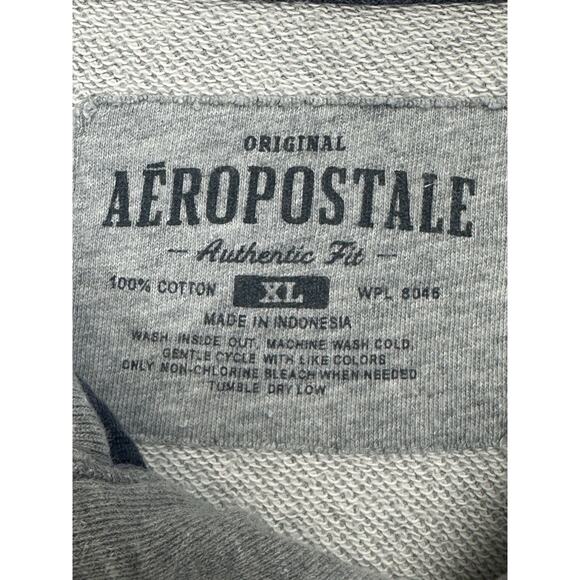 ORIGINAL
AÉROPOSTALE
— Authentic Fit —
100% COTTON XL WPL 8046
MADE IN INDONESIA
WASH INSIDE OUT, MACHINE WASH COLD,
GENTLE CYCLE WITH LIKE COLORS
ONLY NON-CHLORINE BLEACH WHEN NEEDED
TUMBLE DRY LOW